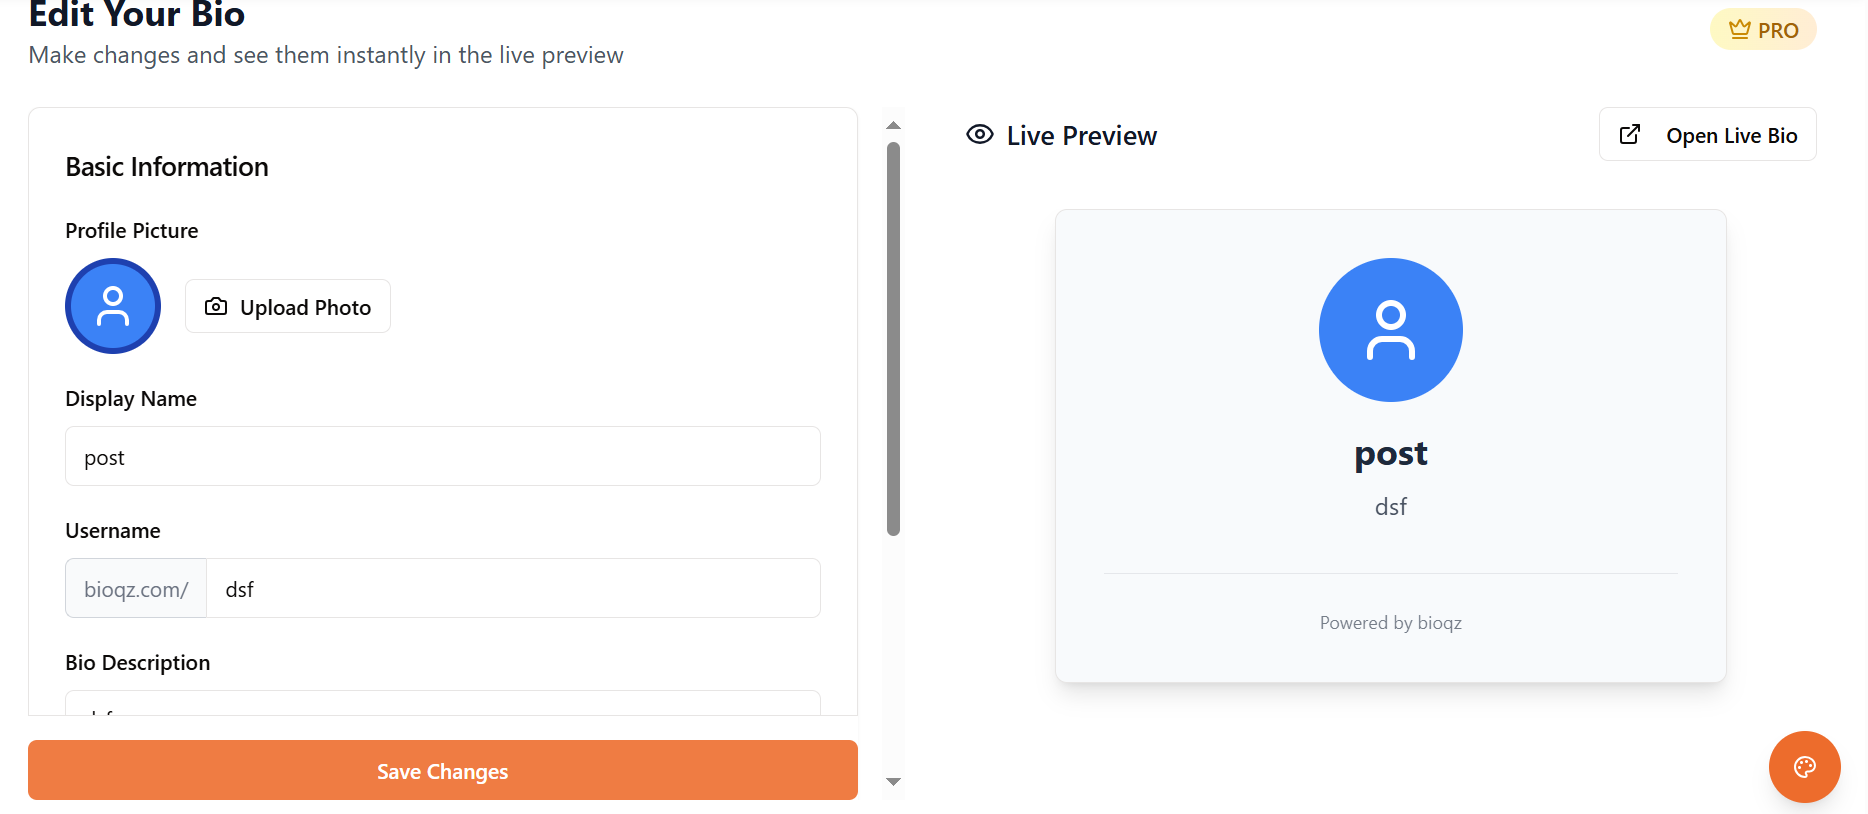 Edit Your Bio
Make changes and see them instantly in the live preview
PRO
Basic Information
Profile Picture
Upload Photo
Display Name
post
Username
bioqz.com/ dsf
Bio Description
Save Changes
Live Preview
Open Live Bio
post
dsf
Powered by bioqz